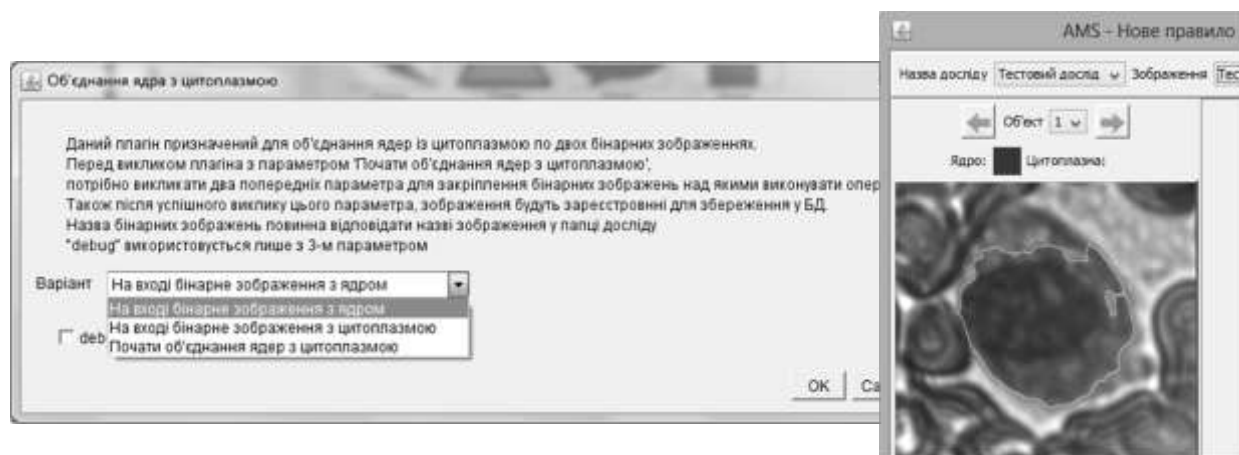 Об'єднання ядра з цитоплазмою
Даний плагін призначений для об'єднання ядер із цитоплазмою по двох бінарних зображеннях.
Перед викликом плагіна з параметром 'Почати об'єднання ядер з цитоплазмою',
потрібно викликати два попередніх параметра для закріплення бінарних зображень над якими виконувати опер
Також після успішного виклику цього параметра, зображення будуть зареєстровнні для збереження у БД.
Назва бінарних зображень повинна відповідати назві зображення у папці досліду
"debug" використовується лише з 3-м параметром
Варіант На вході бінарне зображення з ядром
На вході бінарне зображення з ядром
На вході бінарне зображення з цитоплазмою
deb Почати об'єднання ядер з цитоплазмою
OK Ca
AMS - Нове правило
Назва досліду Тестовий дослід Зображення Тес
Об'єкт 1
Ядро: Цитоплазма: